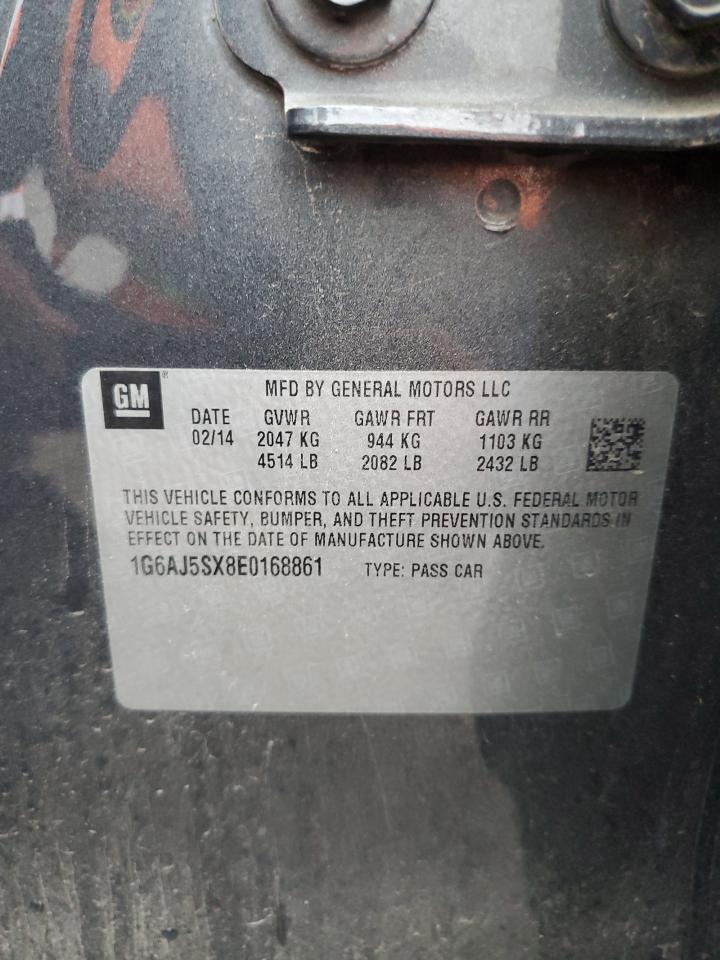 GM
MFD BY GENERAL MOTORS LLC
DATE GVWR GAWR FRT GAWR RR
02/14 2047 KG 944 KG 1103 KG
4514 LB 2082 LB 2432 LB
THIS VEHICLE CONFORMS TO ALL APPLICABLE U.S. FEDERAL MOTOR
VEHICLE SAFETY, BUMPER, AND THEFT PREVENTION STANDARDS IN
EFFECT ON THE DATE OF MANUFACTURE SHOWN ABOVE.
1G6AJ5SX8E0168861 TYPE: PASS CAR